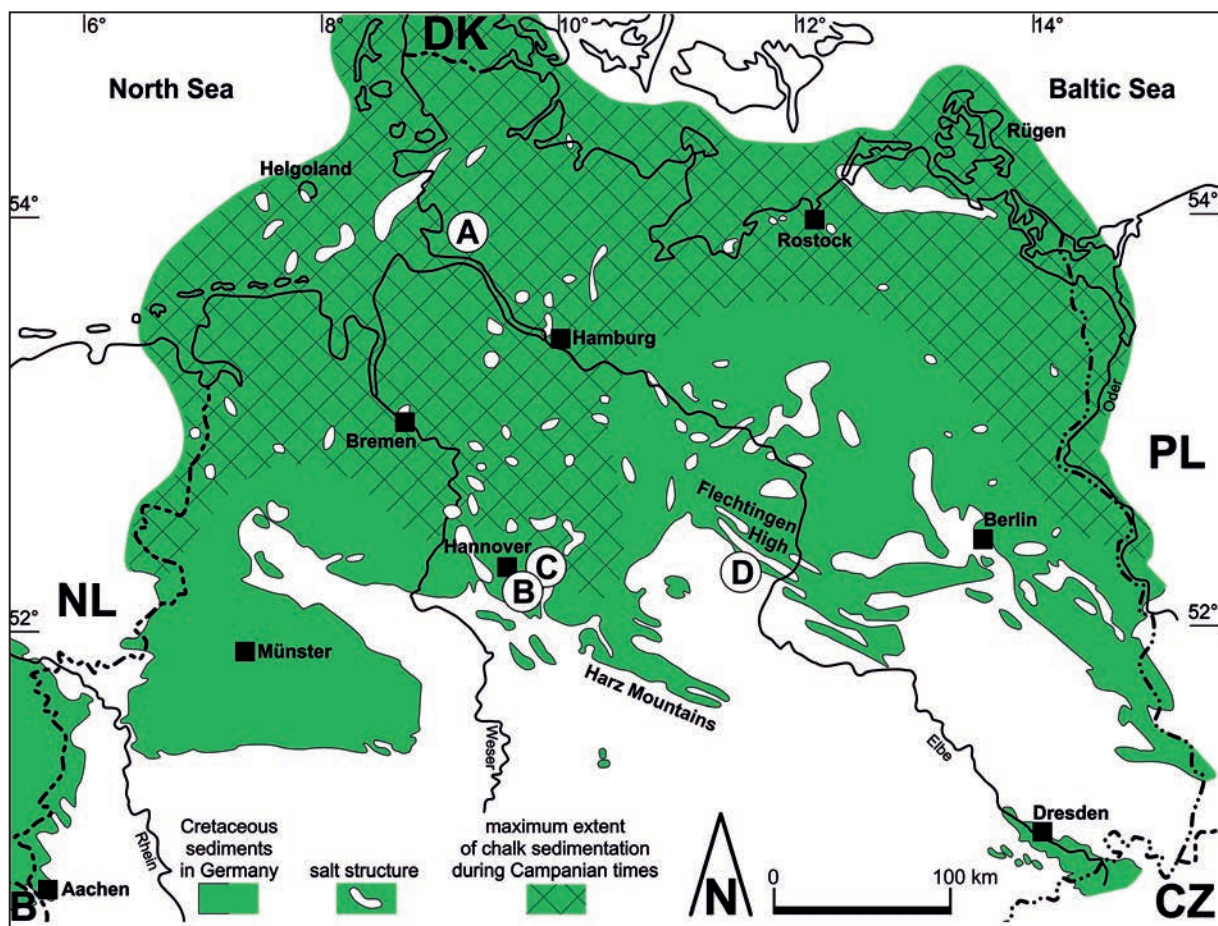 6° 8° 10° 12° 14°
DK
North Sea
Baltic Sea
Rügen
Helgoland
54° 54°
A
Rostock
Hamburg
Oder
Bremen
PL
Flechtingen
High
Berlin
Hannover
C
D
B
NL
52° 52°
Münster
Harz Mountains
Weser
Elbe
Dresden
Rhein
Cretaceous
sediments
in Germany
salt structure
maximum extent
of chalk sedimentation
during Campanian times
N
0 100 km
Aachen
B
CZ